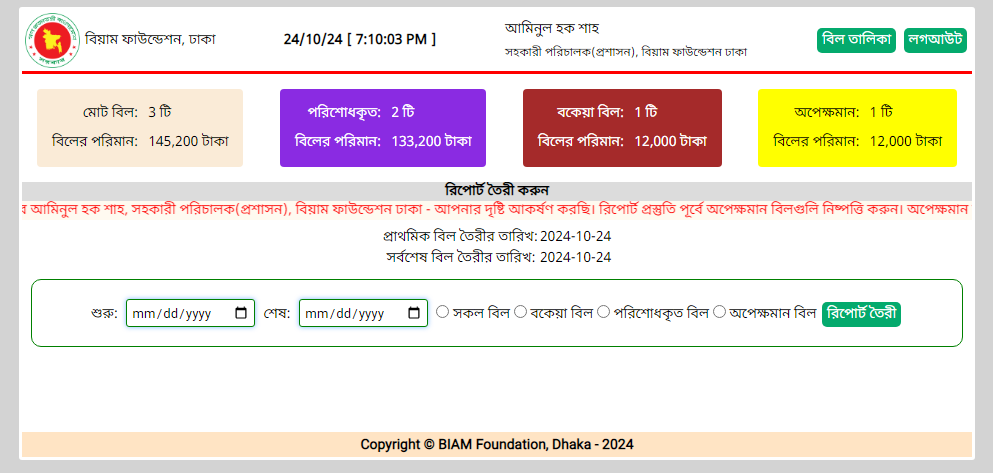 বিয়াম ফাউন্ডেশন, ঢাকা
24/10/24 [ 7:10:03 PM ]
আমিনুল হক শাহ
সহকারী পরিচালক(প্রশাসন), বিয়াম ফাউন্ডেশন ঢাকা
বিল তালিকা লগআউট
মোট বিল: 3 টি
বিলের পরিমান: 145,200 টাকা
পরিশোধকৃত: 2 টি
বিলের পরিমান: 133,200 টাকা
বকেয়া বিল: 1 টি
বিলের পরিমান: 12,000 টাকা
অপেক্ষমান: 1 টি
বিলের পরিমান: 12,000 টাকা
রিপোর্ট তৈরী করুন
আমিনুল হক শাহ, সহকারী পরিচালক(প্রশাসন), বিয়াম ফাউন্ডেশন ঢাকা - আপনার দৃষ্টি আকর্ষণ করছি। রিপোর্ট প্রস্তুতি পূর্বে অপেক্ষমান বিলগুলি নিষ্পত্তি করুন। অপেক্ষমান
প্রাথমিক বিল তৈরীর তারিখ: 2024-10-24
সর্বশেষ বিল তৈরীর তারিখ: 2024-10-24
শুরু: mm/dd/yyyy শেষ: mm/dd/yyyy সকল বিল বকেয়া বিল পরিশোধকৃত বিল অপেক্ষমান বিল রিপোর্ট তৈরী
Copyright © BIAM Foundation, Dhaka - 2024